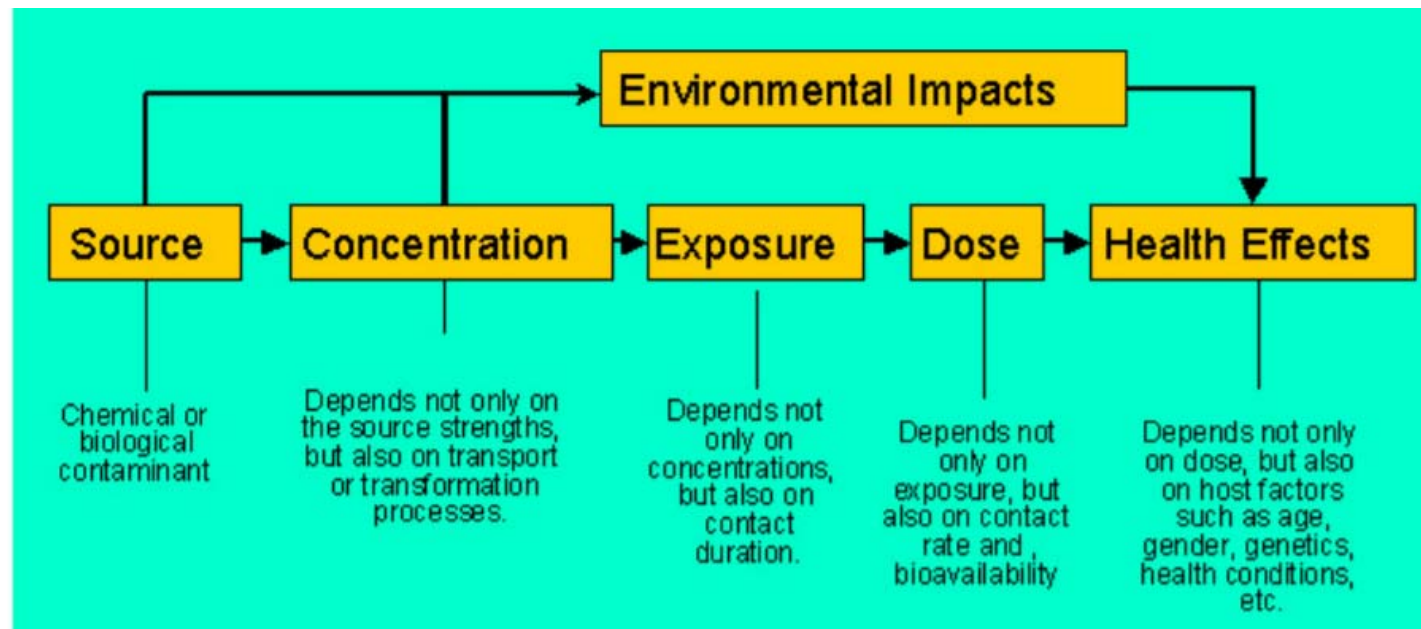 Environmental Impacts
Source
Concentration
Exposure
Dose
Health Effects
Chemical or
biological
contaminant
Depends not only on
the source strengths,
but also on transport
or transformation
processes.
Depends not
only on
concentrations,
but also on
contact
duration.
Depends not
only on
exposure, but
also on contact
rate and ,
bioavailability
Depends not only
on dose, but also
on host factors
such as age,
gender, genetics,
health conditions,
etc.